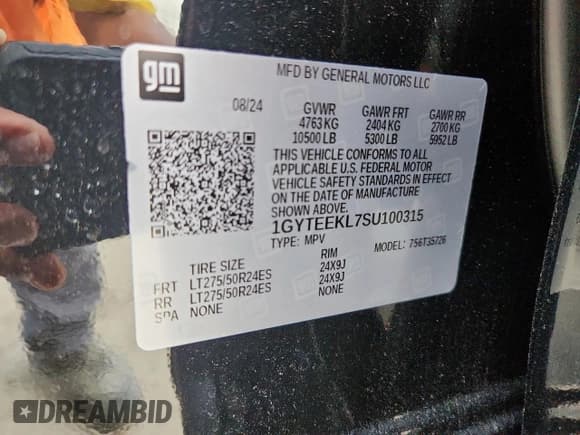 gm
MFD BY GENERAL MOTORS LLC
08/24 GVWR GAWR FRT GAWR RR
4763 KG 2404 KG 2700 KG
10500 LB 5300 LB 5952 LB
THIS VEHICLE CONFORMS TO ALL
APPLICABLE U.S. FEDERAL MOTOR
VEHICLE SAFETY STANDARDS IN EFFECT
ON THE DATE OF MANUFACTURE
SHOWN ABOVE.
1GYTEEKL7SU100315
TYPE: MPV MODEL: 756T35726
TIRE SIZE RIM
FRT LT275/50R24ES 24X9J
RR LT275/50R24ES 24X9J
SPA NONE NONE
DREAMBID